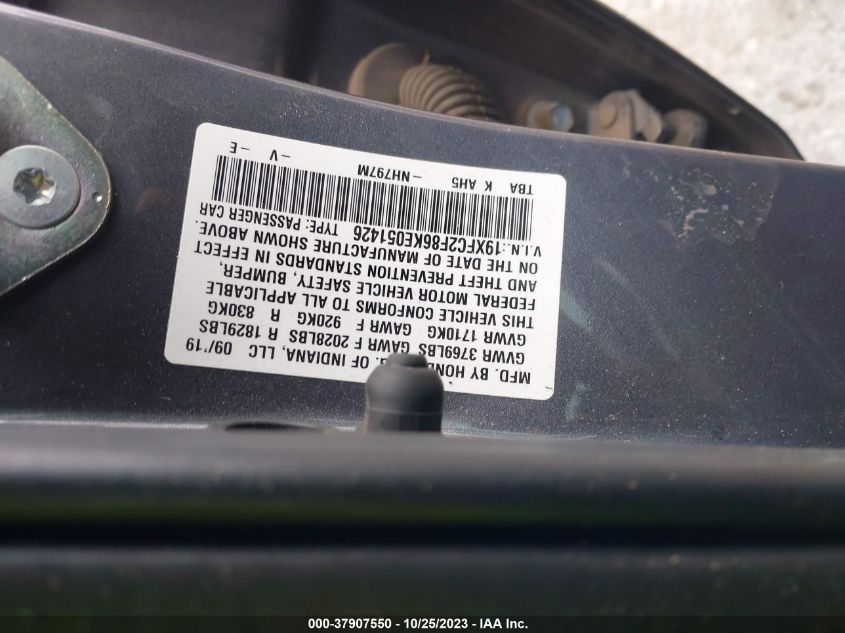 MFD. BY HOND A OF INDIANA, LLC 09/'19
GVWR 3769LBS GAWR F 2028LBS R 1829LBS
GVWR 1710KG GAWR F 920KG R 830KG
THIS VEHICLE CONFORMS TO ALL APPLICABLE
FEDERAL MOTOR VEHICLE SAFETY, BUMPER,
AND THEFT PREVENTION STANDARDS IN EFFECT
ON THE DATE OF MANUFACTURE SHOWN ABOVE.
V.I.N.:19XFC2F86KE051426 TYPE: PASSENGER CAR
-NH797M -V -E
TBA K AH5
000-37907550 - 10/25/2023 - IAA Inc.